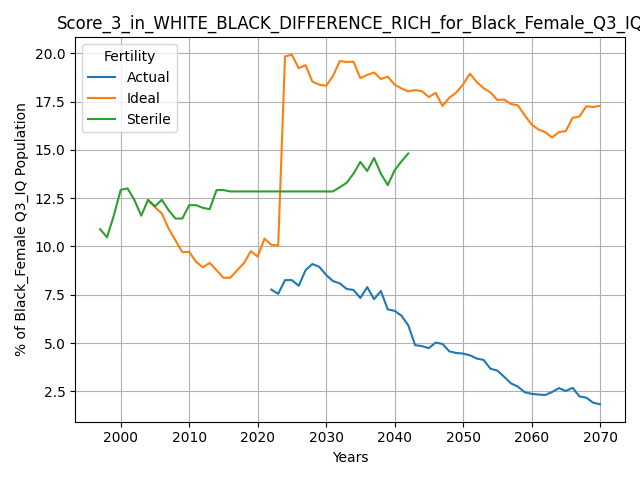 Score_3_in_WHITE_BLACK_DIFFERENCE_RICH_for_Black_Female_Q3_IQ
Fertility
Actual
Ideal
Sterile
% of Black_Female Q3_IQ Population
20.0
17.5
15.0
12.5
10.0
7.5
5.0
2.5
2000 2010 2020 2030 2040 2050 2060 2070
Years